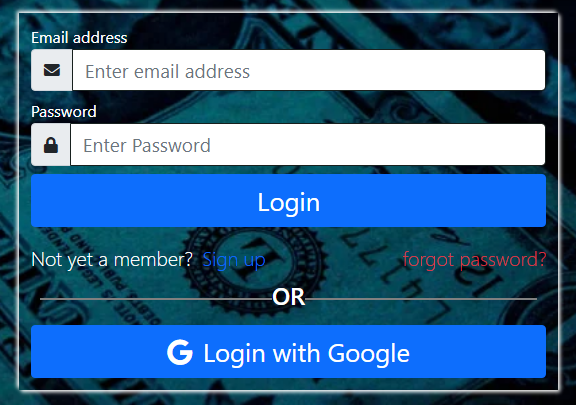 Email address
Enter email address
Password
Enter Password
Login
Not yet a member? Sign up forgot password?
OR
Login with Google